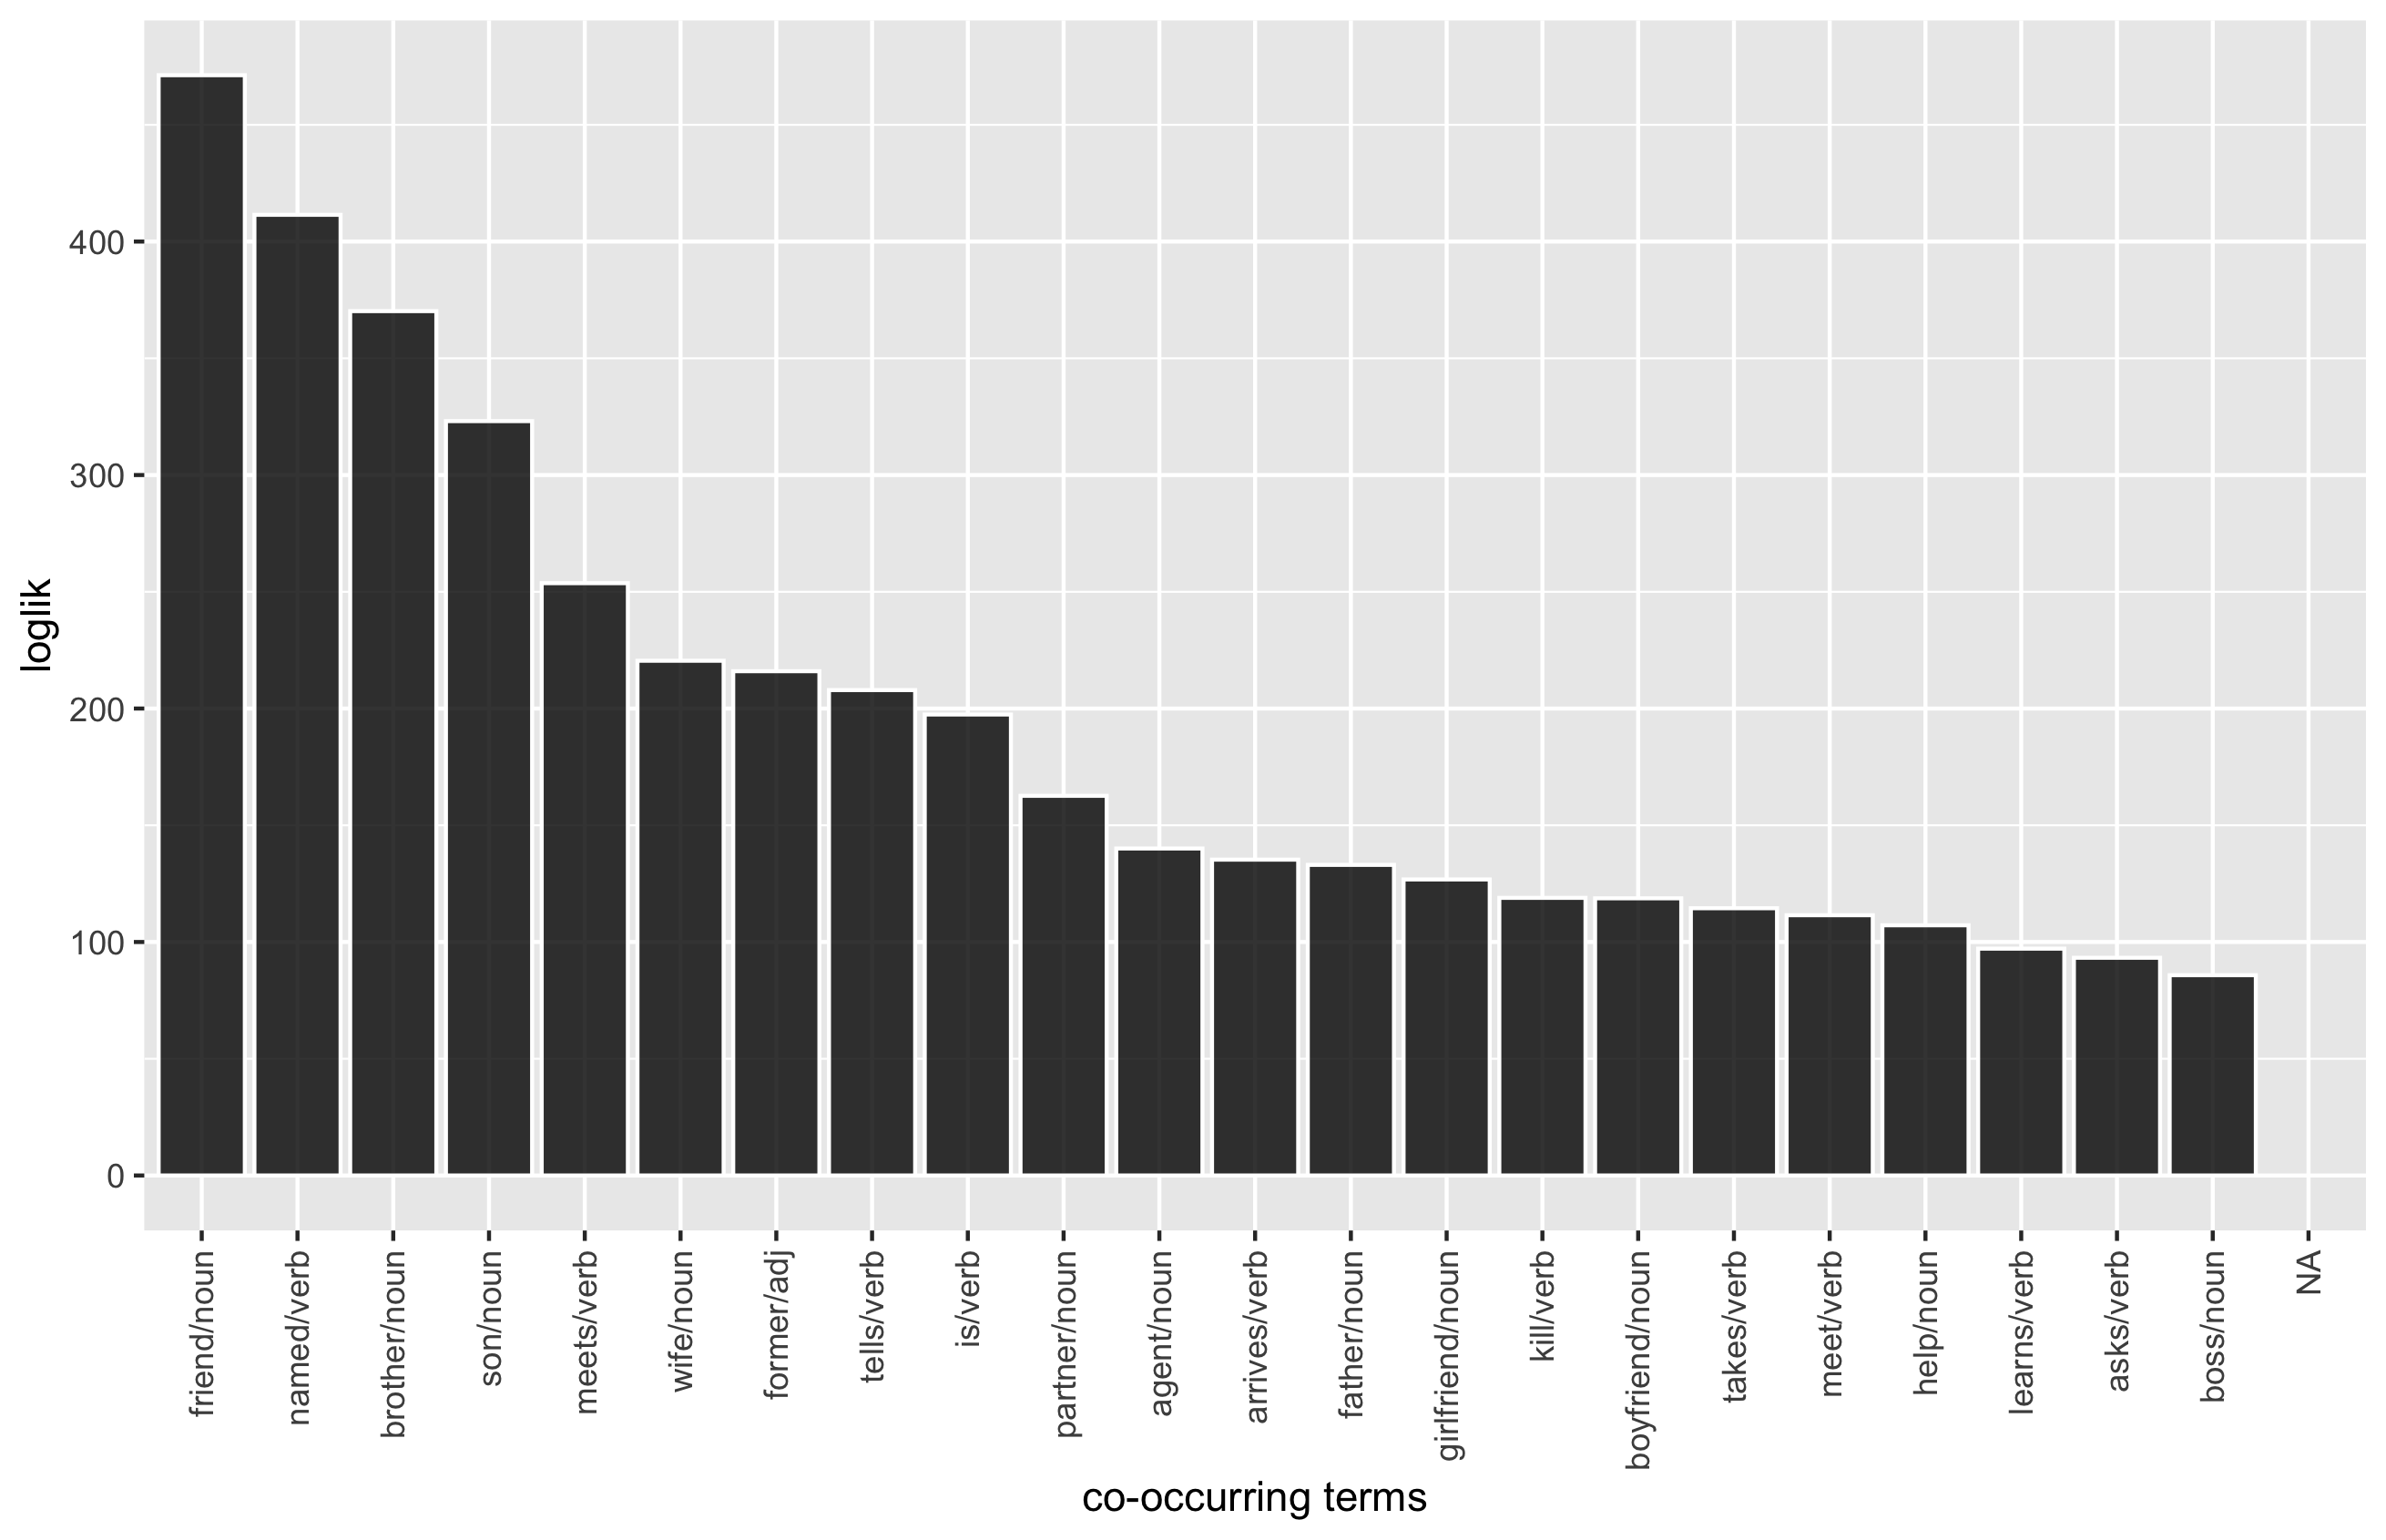 loglik
400
300
200
100
0
friend/noun
named/verb
brother/noun
son/noun
meets/verb
wife/noun
former/adj
tells/verb
is/verb
partner/noun
agent/noun
arrives/verb
father/noun
girlfriend/noun
kill/verb
boyfriend/noun
takes/verb
meet/verb
help/noun
learns/verb
asks/verb
boss/noun
NA
co-occurring terms